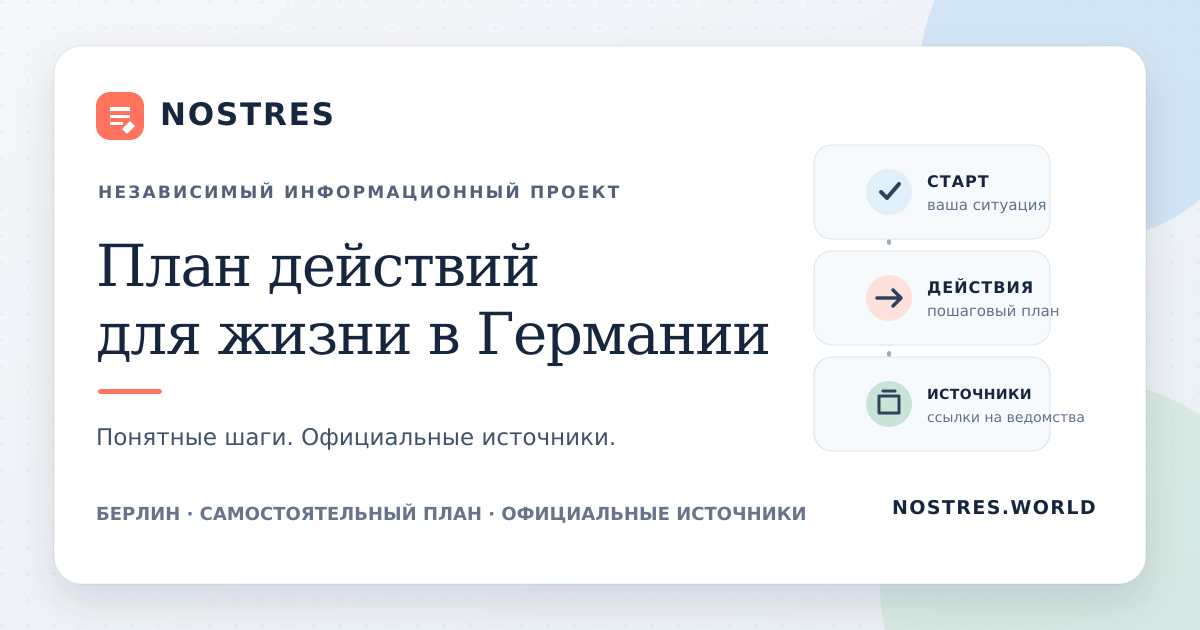 NOSTRES
НЕЗАВИСИМЫЙ ИНФОРМАЦИОННЫЙ ПРОЕКТ
План действий
для жизни в Германии
Понятные шаги. Официальные источники.
СТАРТ
ваша ситуация
ДЕЙСТВИЯ
пошаговый план
ИСТОЧНИКИ
ссылки на ведомства
БЕРЛИН · САМОСТОЯТЕЛЬНЫЙ ПЛАН · ОФИЦИАЛЬНЫЕ ИСТОЧНИКИ
NOSTRES.WORLD